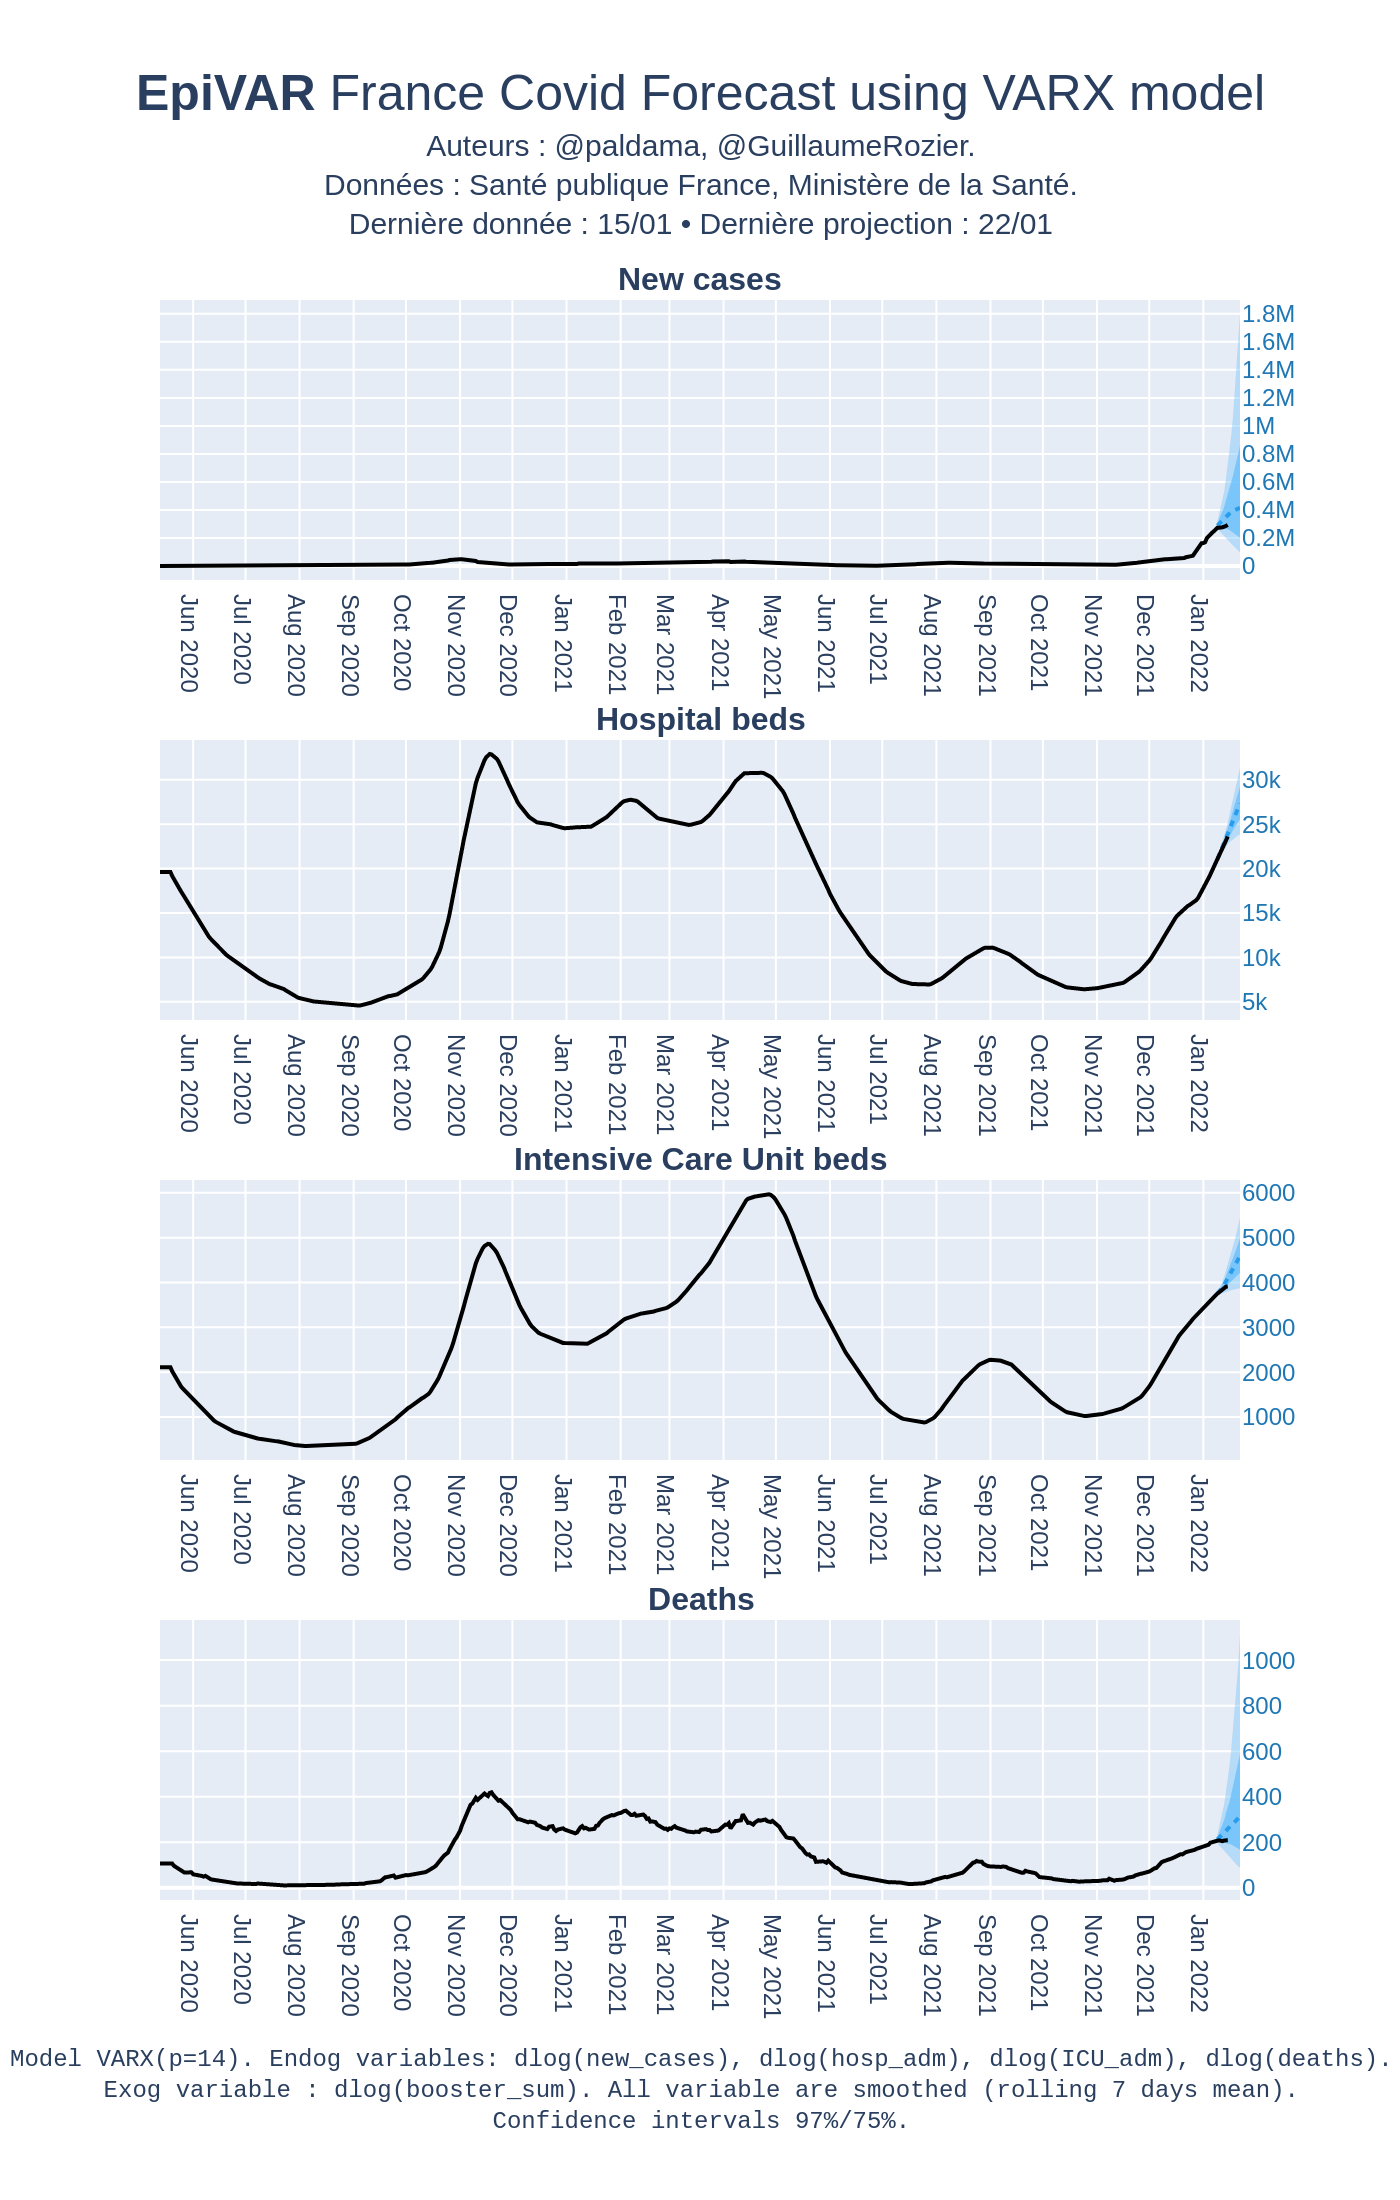 EpiVAR France Covid Forecast using VARX model
Auteurs : @paldama, @GuillaumeRozier.
Données : Santé publique France, Ministère de la Santé.
Dernière donnée : 15/01 • Dernière projection : 22/01
New cases
1.8M
1.6M
1.4M
1.2M
1M
0.8M
0.6M
0.4M
0.2M
0
Jun 2020
Jul 2020
Aug 2020
Sep 2020
Oct 2020
Nov 2020
Dec 2020
Jan 2021
Feb 2021
Mar 2021
Apr 2021
May 2021
Jun 2021
Jul 2021
Aug 2021
Sep 2021
Oct 2021
Nov 2021
Dec 2021
Jan 2022
Hospital beds
30k
25k
20k
15k
10k
5k
Jun 2020
Jul 2020
Aug 2020
Sep 2020
Oct 2020
Nov 2020
Dec 2020
Jan 2021
Feb 2021
Mar 2021
Apr 2021
May 2021
Jun 2021
Jul 2021
Aug 2021
Sep 2021
Oct 2021
Nov 2021
Dec 2021
Jan 2022
Intensive Care Unit beds
6000
5000
4000
3000
2000
1000
Jun 2020
Jul 2020
Aug 2020
Sep 2020
Oct 2020
Nov 2020
Dec 2020
Jan 2021
Feb 2021
Mar 2021
Apr 2021
May 2021
Jun 2021
Jul 2021
Aug 2021
Sep 2021
Oct 2021
Nov 2021
Dec 2021
Jan 2022
Deaths
1000
800
600
400
200
0
Jun 2020
Jul 2020
Aug 2020
Sep 2020
Oct 2020
Nov 2020
Dec 2020
Jan 2021
Feb 2021
Mar 2021
Apr 2021
May 2021
Jun 2021
Jul 2021
Aug 2021
Sep 2021
Oct 2021
Nov 2021
Dec 2021
Jan 2022
Model VARX(p=14). Endog variables: dlog(new_cases), dlog(hosp_adm), dlog(ICU_adm), dlog(deaths).
Exog variable : dlog(booster_sum). All variable are smoothed (rolling 7 days mean).
Confidence intervals 97%/75%.